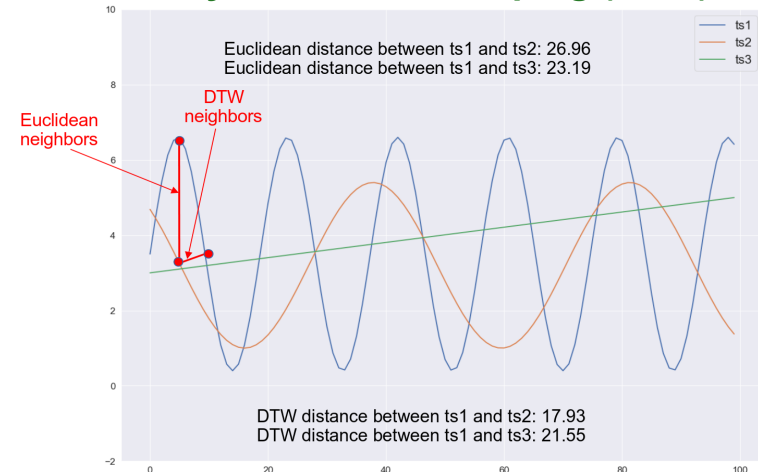 10
ts1
ts2
ts3
Euclidean distance between ts1 and ts2: 26.96
Euclidean distance between ts1 and ts3: 23.19
8
DTW
neighbors
Euclidean
neighbors
6
4
2
0
DTW distance between ts1 and ts2: 17.93
DTW distance between ts1 and ts3: 21.55
−2
0
20
40
60
80
100